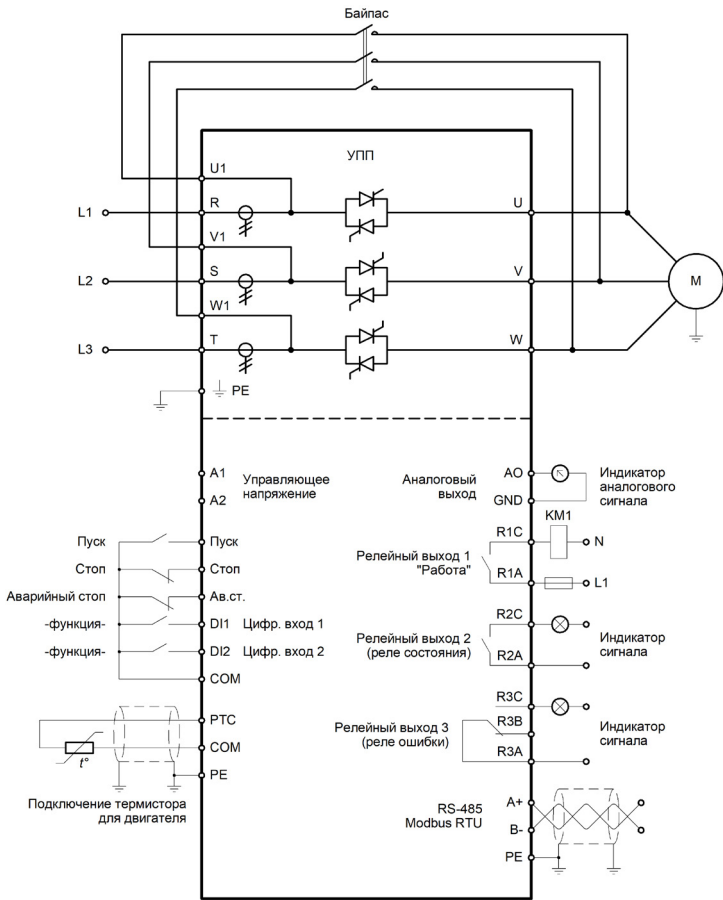 Байпас
УПП
U1
L1
R
U
V1
L2
S
V
M
W1
L3
T
W
PE
A1
A2
Управляющее
напряжение
Аналоговый
выход
AO
GND
Индикатор
аналогового
сигнала
Пуск
Пуск
Стоп
Стоп
Аварийный стоп
Ав.ст.
-функция-
DI1 Цифр. вход 1
-функция-
DI2 Цифр. вход 2
COM
KM1
R1C
N
Релейный выход 1
"Работа"
R1A
L1
R2C
Релейный выход 2
(реле состояния)
R2A
Индикатор
сигнала
R3C
R3B
Релейный выход 3
(реле ошибки)
R3A
Индикатор
сигнала
PTC
COM
t°
PE
Подключение термистора
для двигателя
RS-485
Modbus RTU
A+
B-
PE